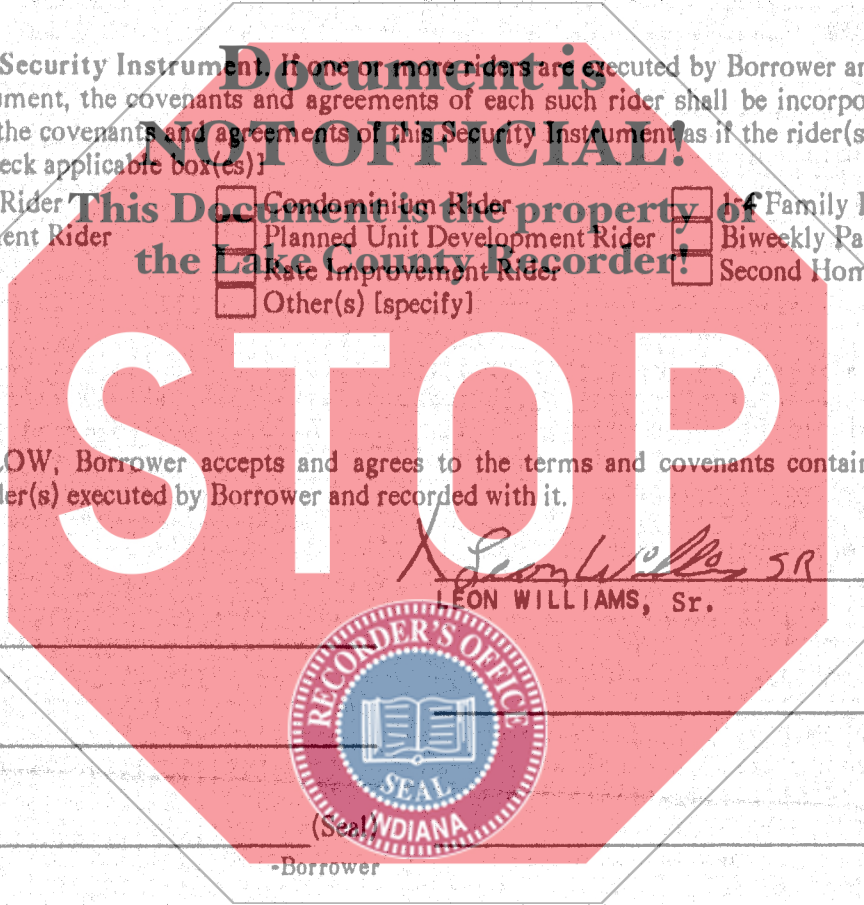 Document is
Security Instrument. If one or more riders are executed by Borrower an
ument, the covenants and agreements of each such rider shall be incorpo
the covenants and agreements of this Security Instrument as if the rider(s
NOT OFFICIAL!
eck applicable box(es)]
Rider Condominium Rider 1-4 Family
This Document is the property of
ent Rider Planned Unit Development Rider Biweekly Pa
the Lake County Recorder!
Rate Improvement Rider Second Hom
Other(s) [specify]
STOP
LOW, Borrower accepts and agrees to the terms and covenants contain
er(s) executed by Borrower and recorded with it.
Leon Williams SR
LEON WILLIAMS, Sr.
RECORDER'S OFFICE
SEAL
INDIANA
(Seal)
-Borrower